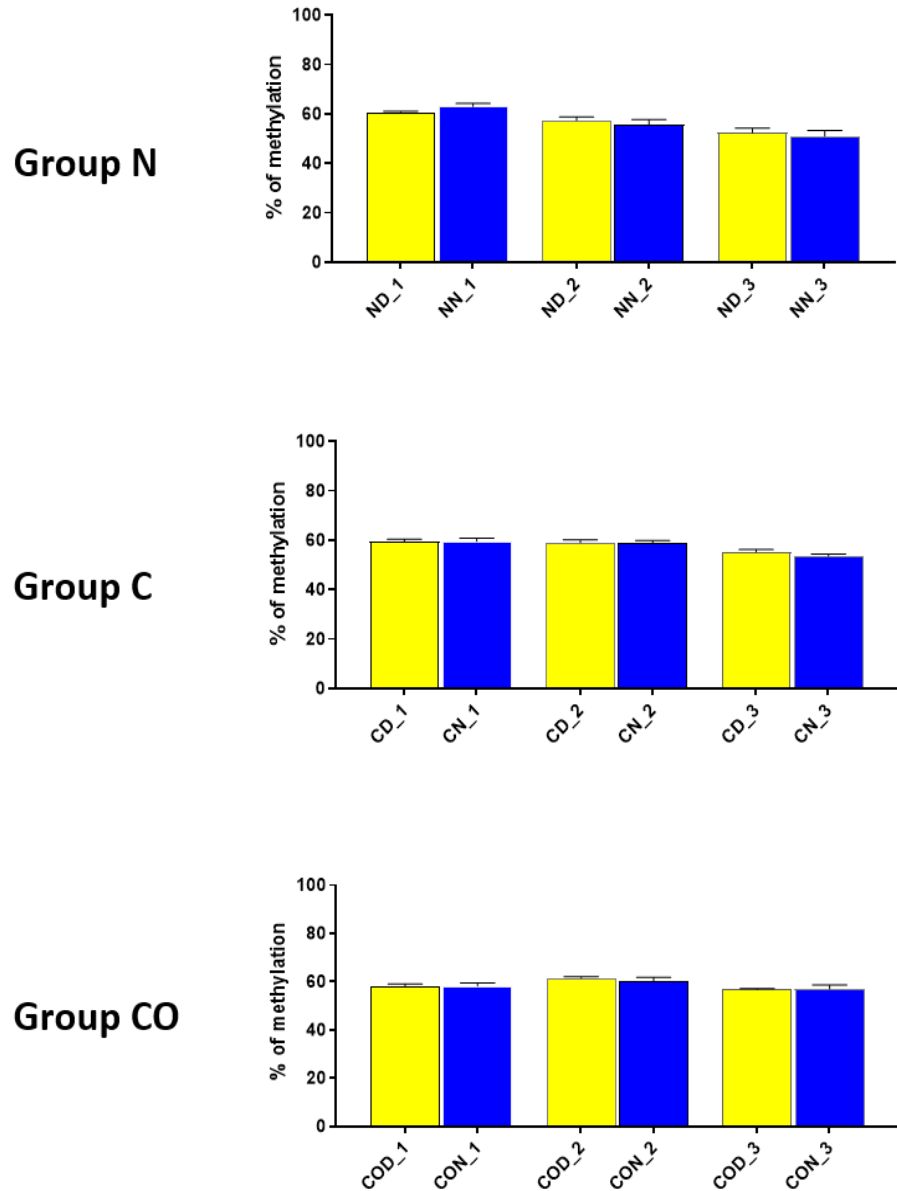 Group N
% of methylation
100
80
60
40
20
0
ND_1 NN_1 ND_2 NN_2 ND_3 NN_3
Group C
% of methylation
100
80
60
40
20
0
CD_1 CN_1 CD_2 CN_2 CD_3 CN_3
Group CO
% of methylation
100
80
60
40
20
0
COD_1 CON_1 COD_2 CON_2 COD_3 CON_3